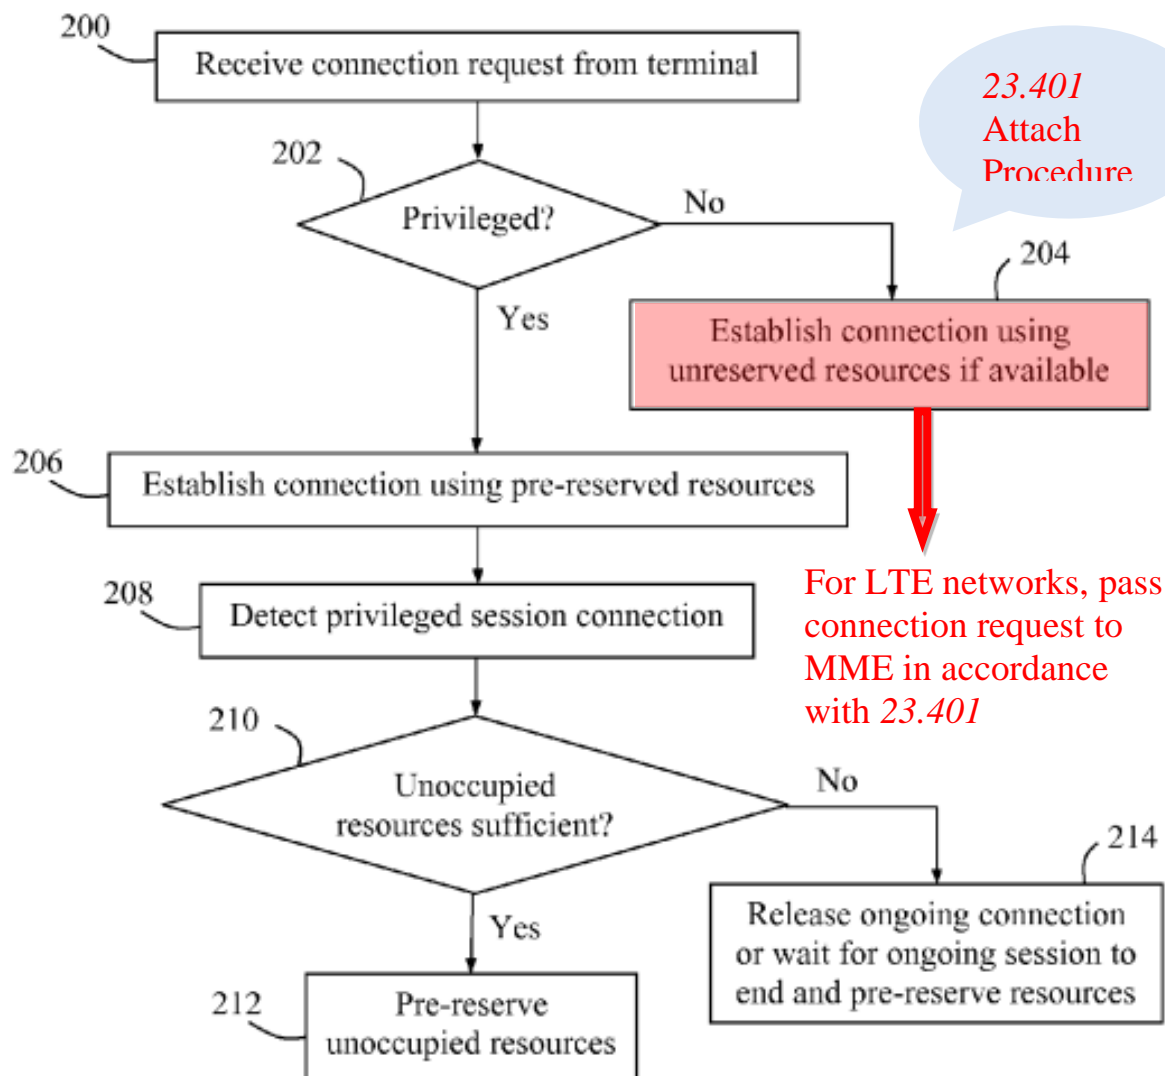 200
Receive connection request from terminal
23.401
Attach
Procedure
202
Privileged?
No
204
Yes
Establish connection using
unreserved resources if available
206
Establish connection using pre-reserved resources
For LTE networks, pass
connection request to
MME in accordance
with 23.401
208
Detect privileged session connection
210
Unoccupied
resources sufficient?
No
214
Yes
Release ongoing connection
or wait for ongoing session to
end and pre-reserve resources
212
Pre-reserve
unoccupied resources